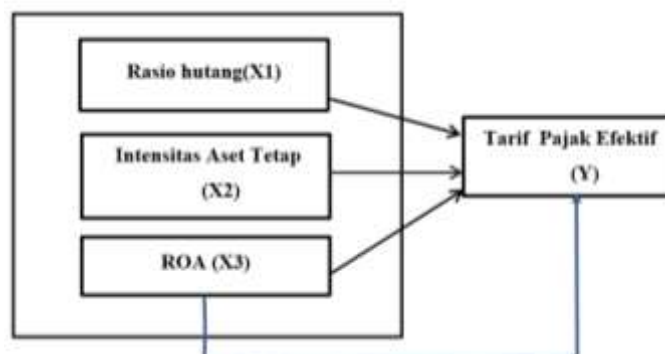 Rasio hutang(X1)
Intensitas Aset Tetap
(X2)
ROA (X3)
Tarif Pajak Efektif
(Y)